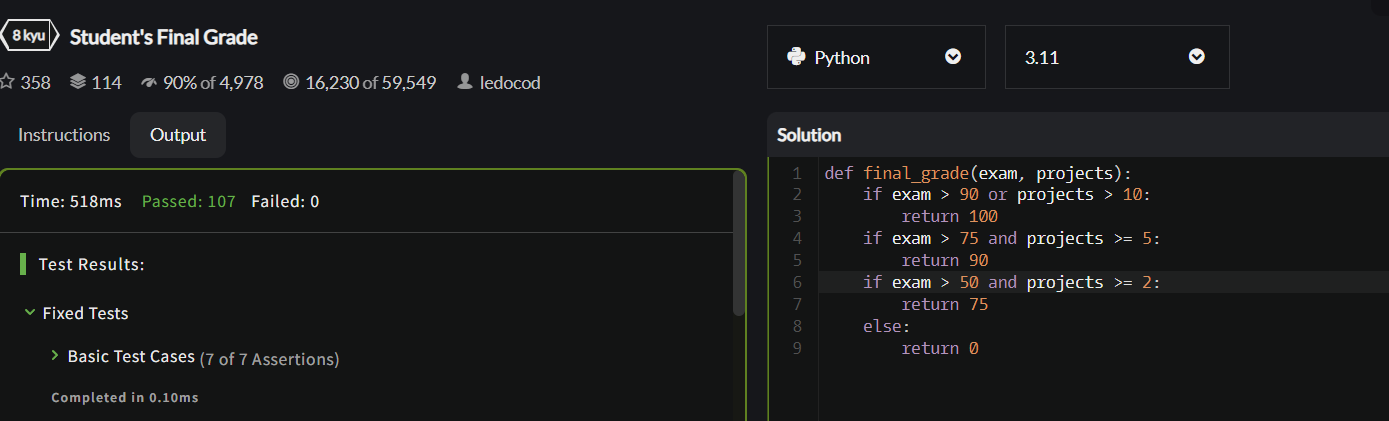 8 kyu Student's Final Grade
358 114 90% of 4,978 16,230 of 59,549 ledocod
Python 3.11
Instructions Output
Time: 518ms Passed: 107 Failed: 0
Test Results:
Fixed Tests
Basic Test Cases (7 of 7 Assertions)
Completed in 0.10ms
Solution
1 def final_grade(exam, projects):
2     if exam > 90 or projects > 10:
3         return 100
4     if exam > 75 and projects >= 5:
5         return 90
6     if exam > 50 and projects >= 2:
7         return 75
8     else:
9         return 0